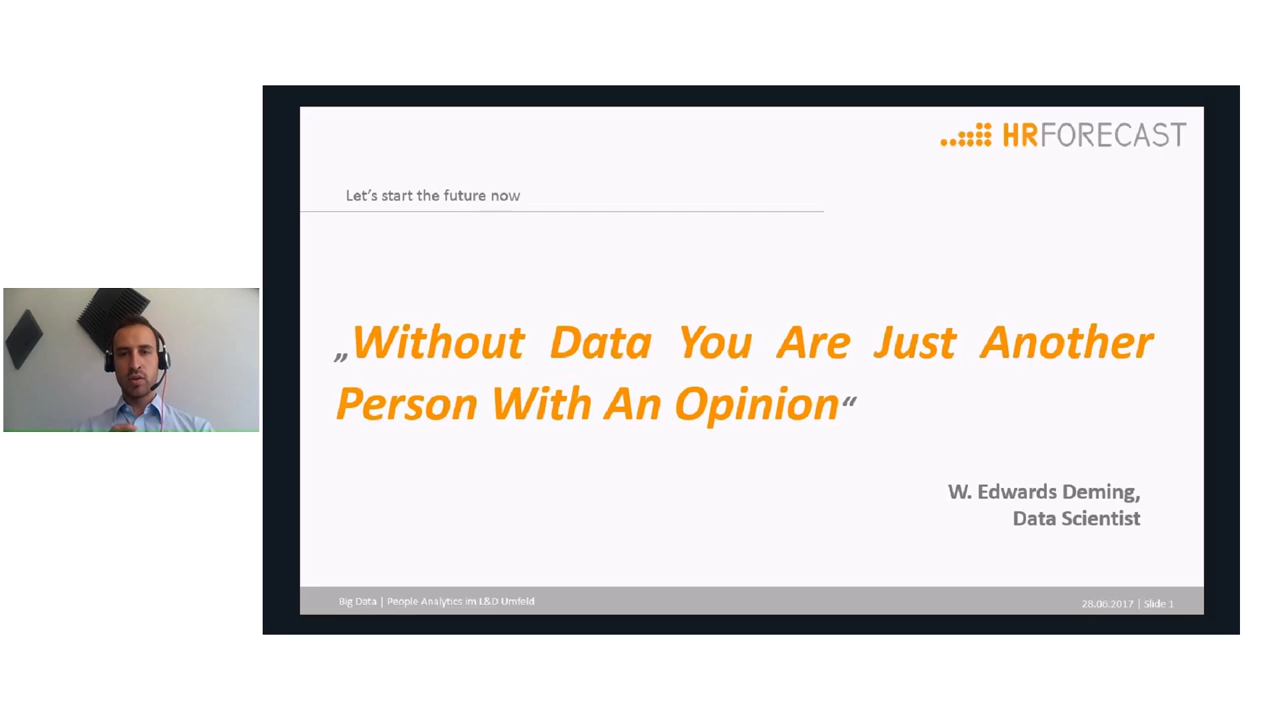 HRFORECAST
Let's start the future now
„Without Data You Are Just Another
Person With An Opinion“
W. Edwards Deming,
Data Scientist
Big Data | People Analytics im L&D Umfeld
28.06.2017 | Slide 1